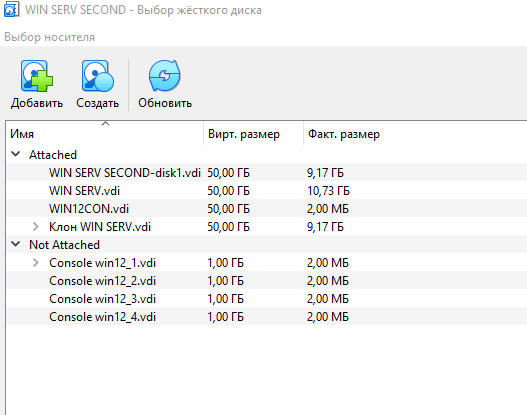 WIN SERV SECOND - Выбор жёсткого диска
Выбор носителя
Добавить Создать Обновить
Имя Вирт. размер Факт. размер
Attached
WIN SERV SECOND-disk1.vdi 50,00 ГБ 9,17 ГБ
WIN SERV.vdi 50,00 ГБ 10,73 ГБ
WIN12CON.vdi 50,00 ГБ 2,00 МБ
Клон WIN SERV.vdi 50,00 ГБ 9,17 ГБ
Not Attached
Console win12_1.vdi 1,00 ГБ 2,00 МБ
Console win12_2.vdi 1,00 ГБ 2,00 МБ
Console win12_3.vdi 1,00 ГБ 2,00 МБ
Console win12_4.vdi 1,00 ГБ 2,00 МБ